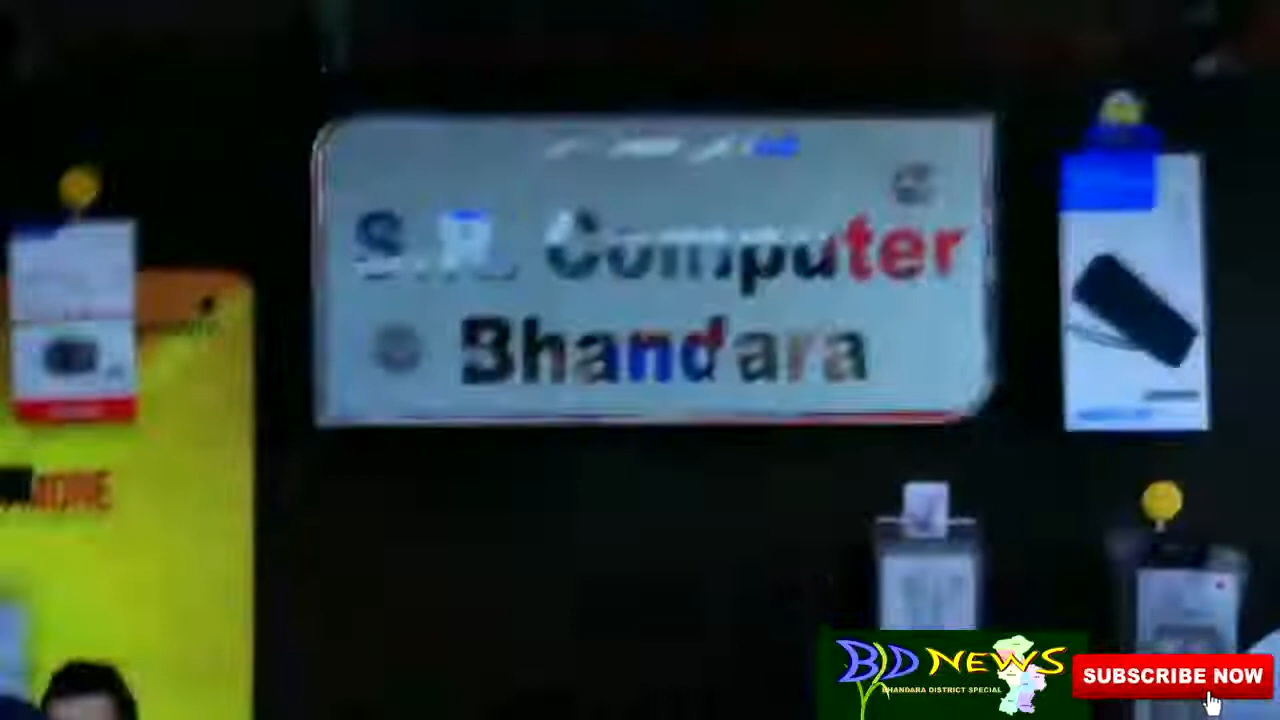 S.R. Computer
Bhandara
BD NEWS
BHANDARA DISTRICT SPECIAL
SUBSCRIBE NOW